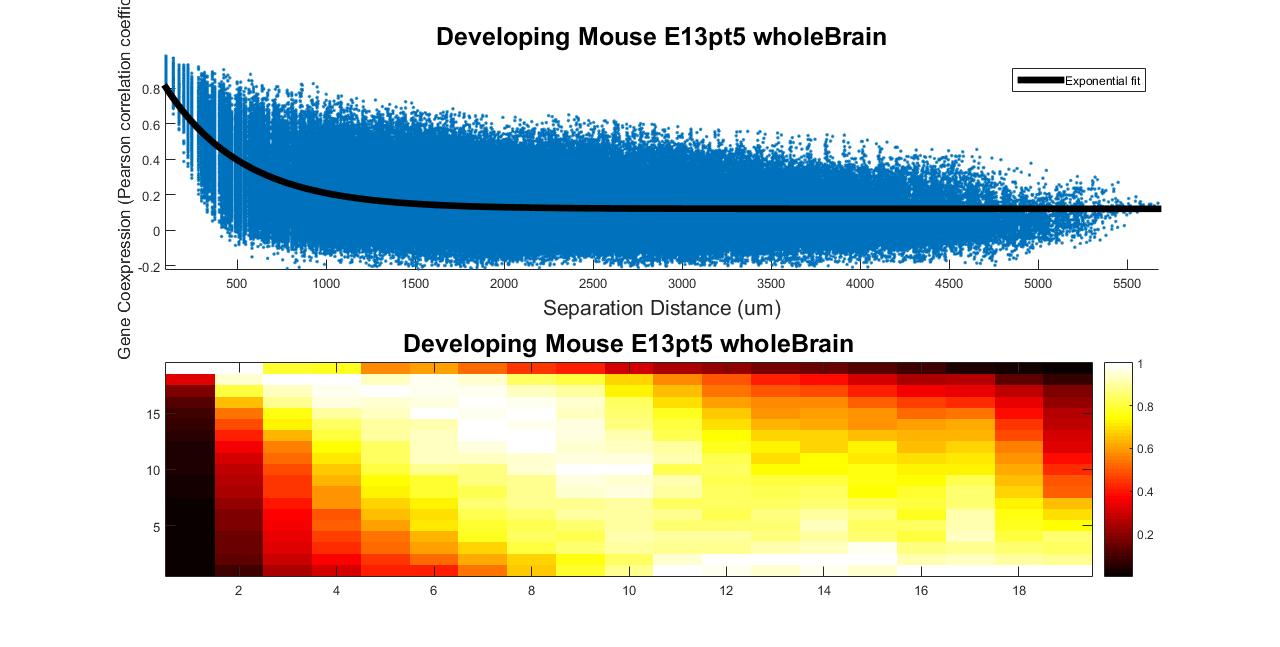 Developing Mouse E13pt5 wholeBrain
Gene Coexpression (Pearson correlation
Exponential fit
0.8
0.6
0.4
0.2
0
-0.2
500 1000 1500 2000 2500 3000 3500 4000 4500 5000 5500
Separation Distance (um)
Developing Mouse E13pt5 wholeBrain
15
10
5
2 4 6 8 10 12 14 16 18
1
0.8
0.6
0.4
0.2